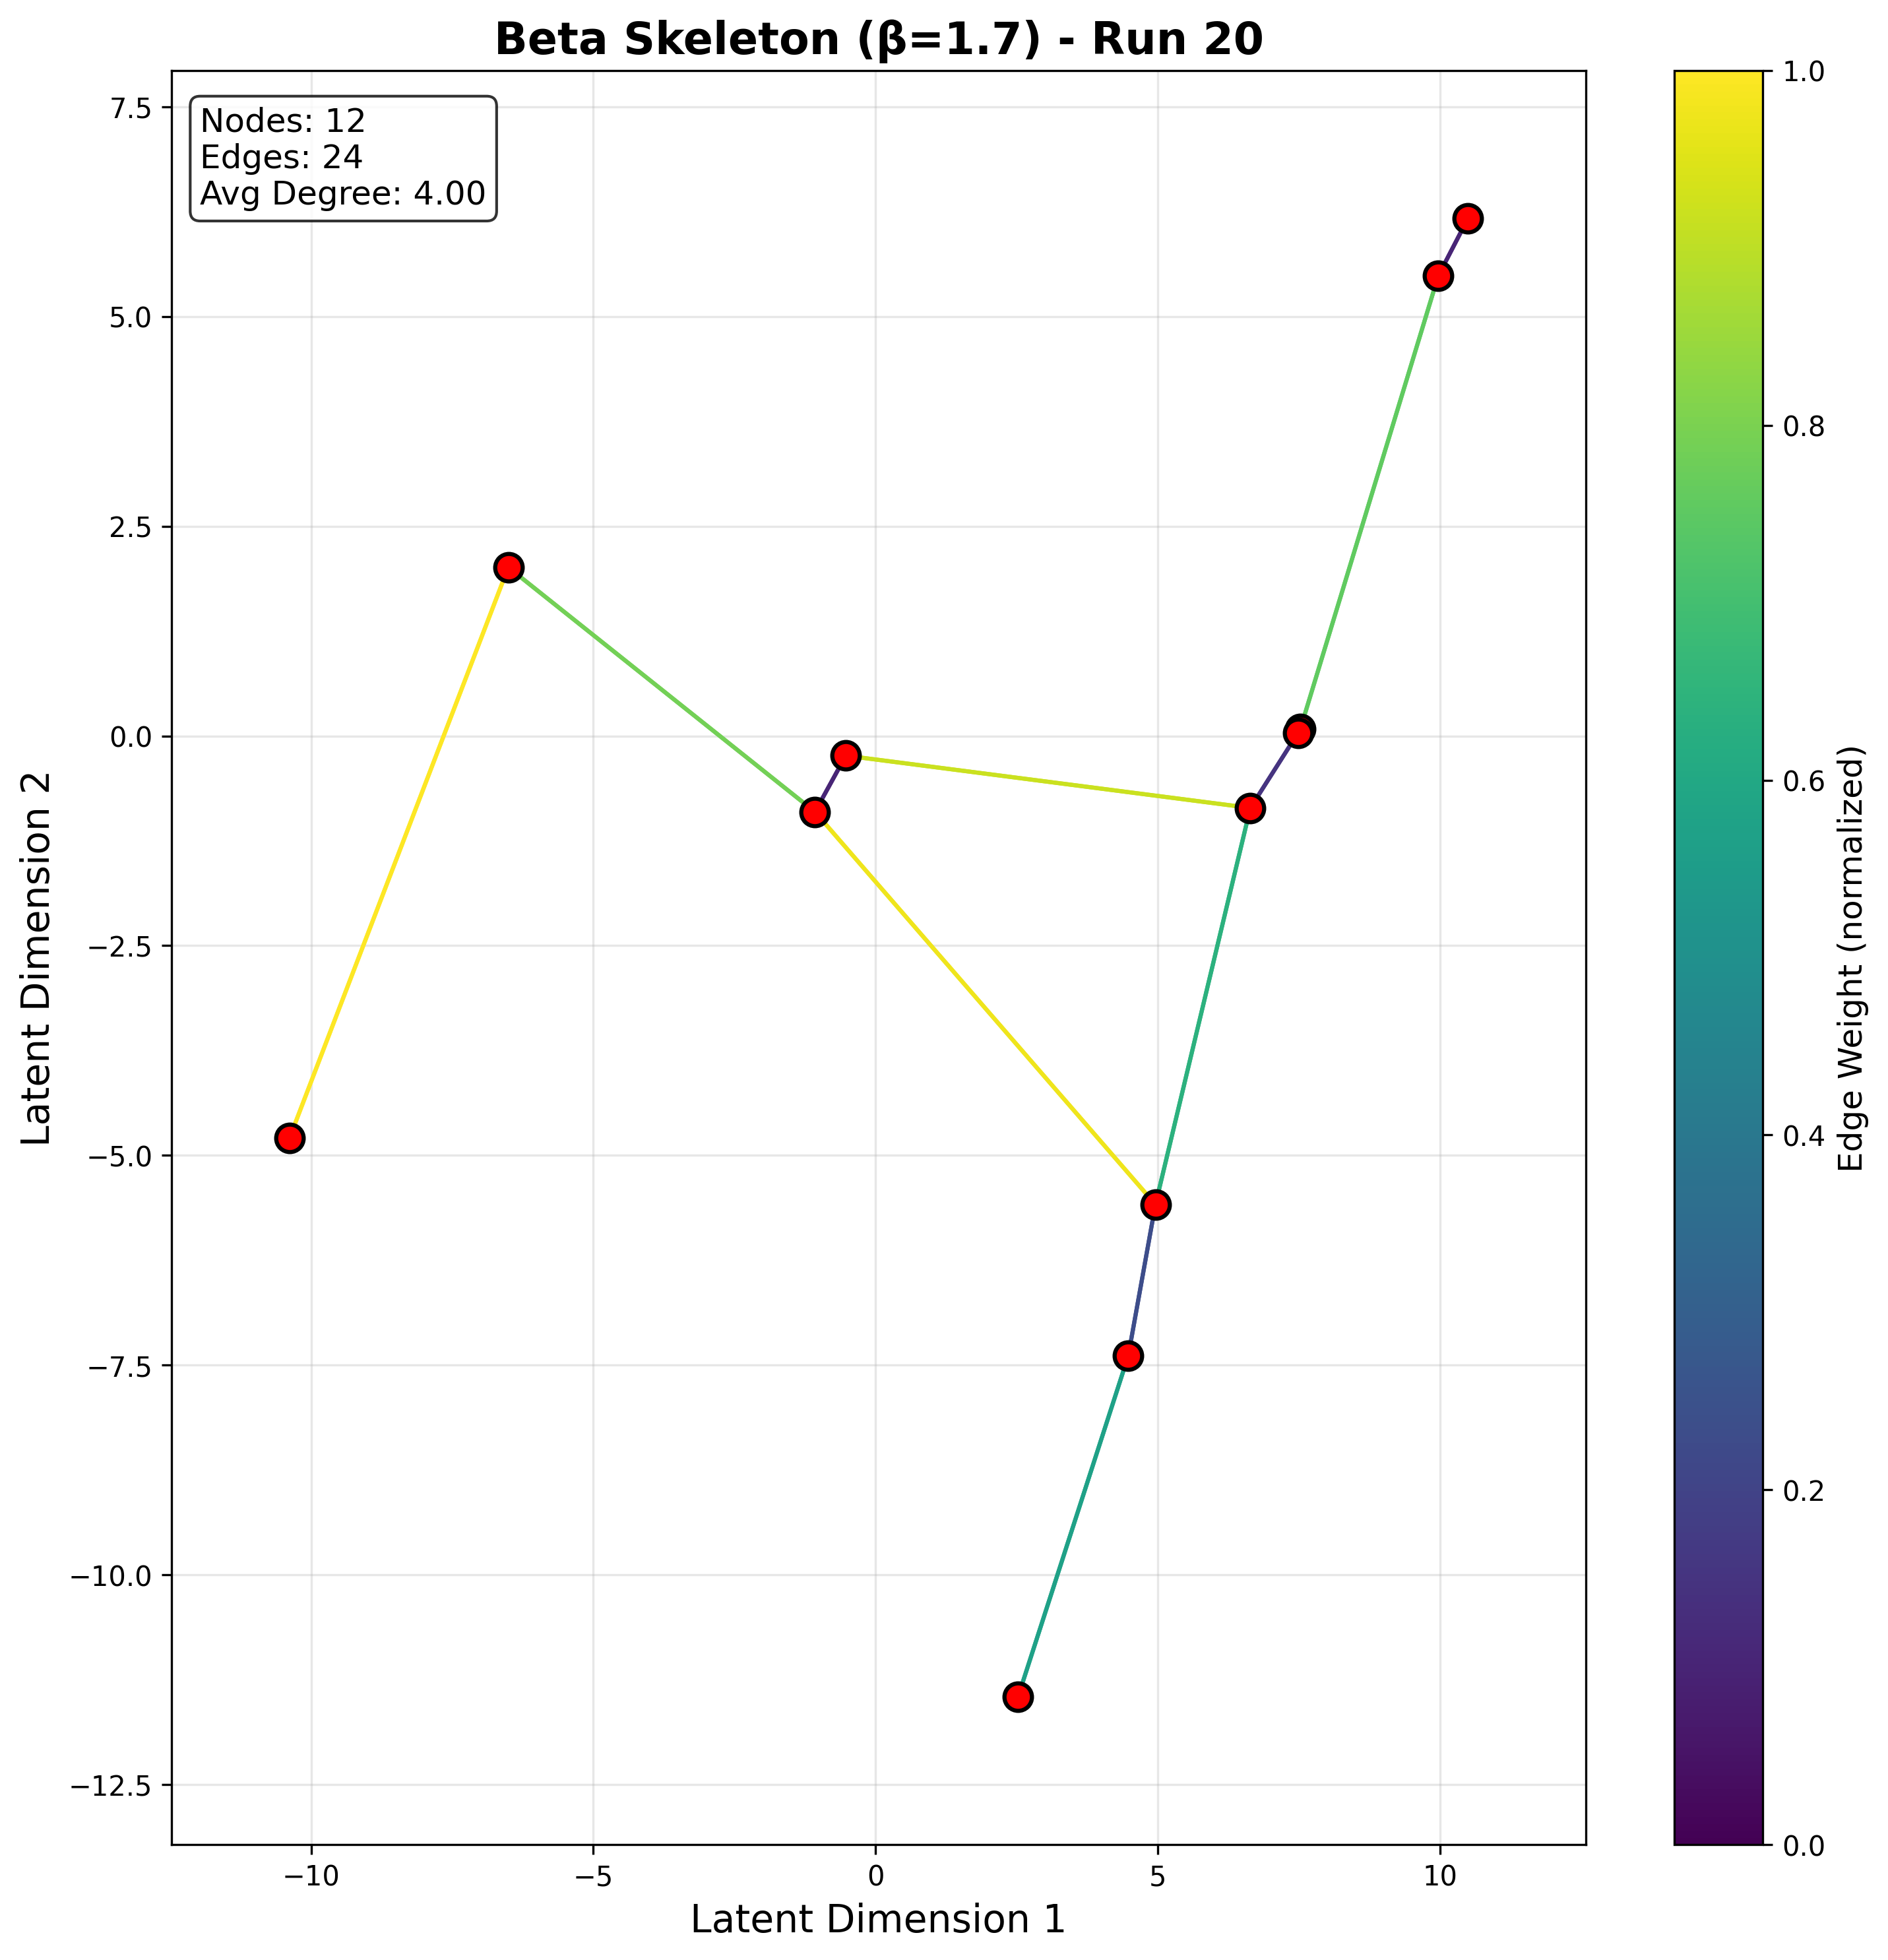 Beta Skeleton (β=1.7) - Run 20
Nodes: 12
Edges: 24
Avg Degree: 4.00
7.5
5.0
2.5
0.0
−2.5
−5.0
−7.5
−10.0
−12.5
Latent Dimension 2
−10
−5
0
5
10
Latent Dimension 1
1.0
0.8
0.6
0.4
0.2
0.0
Edge Weight (normalized)